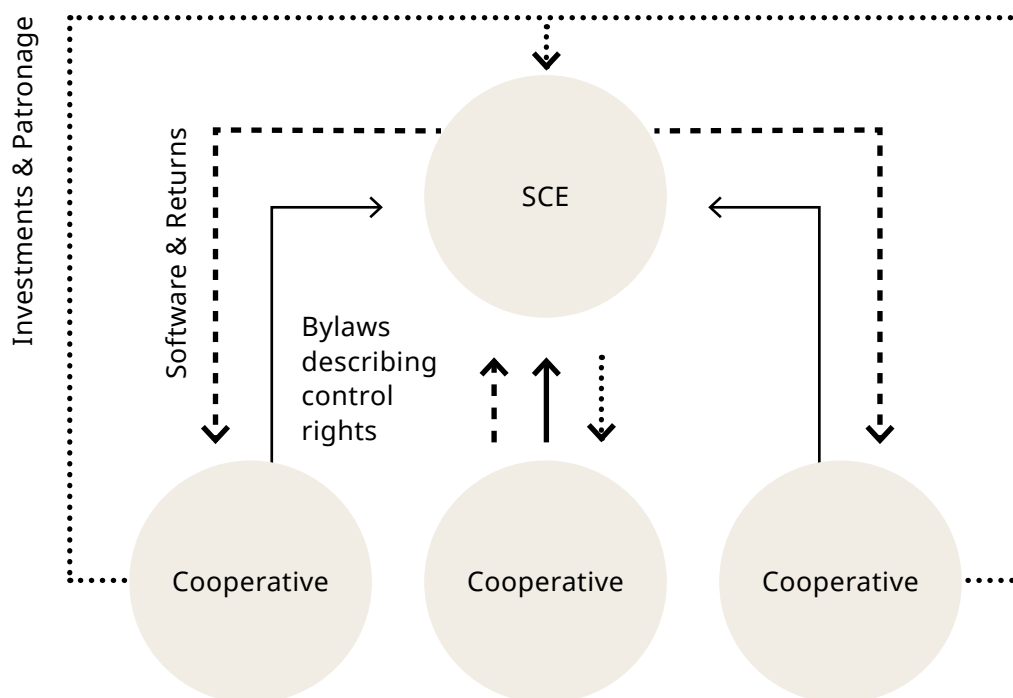 Investments & Patronage
Software & Returns
SCE
Bylaws
describing
control
rights
Cooperative
Cooperative
Cooperative